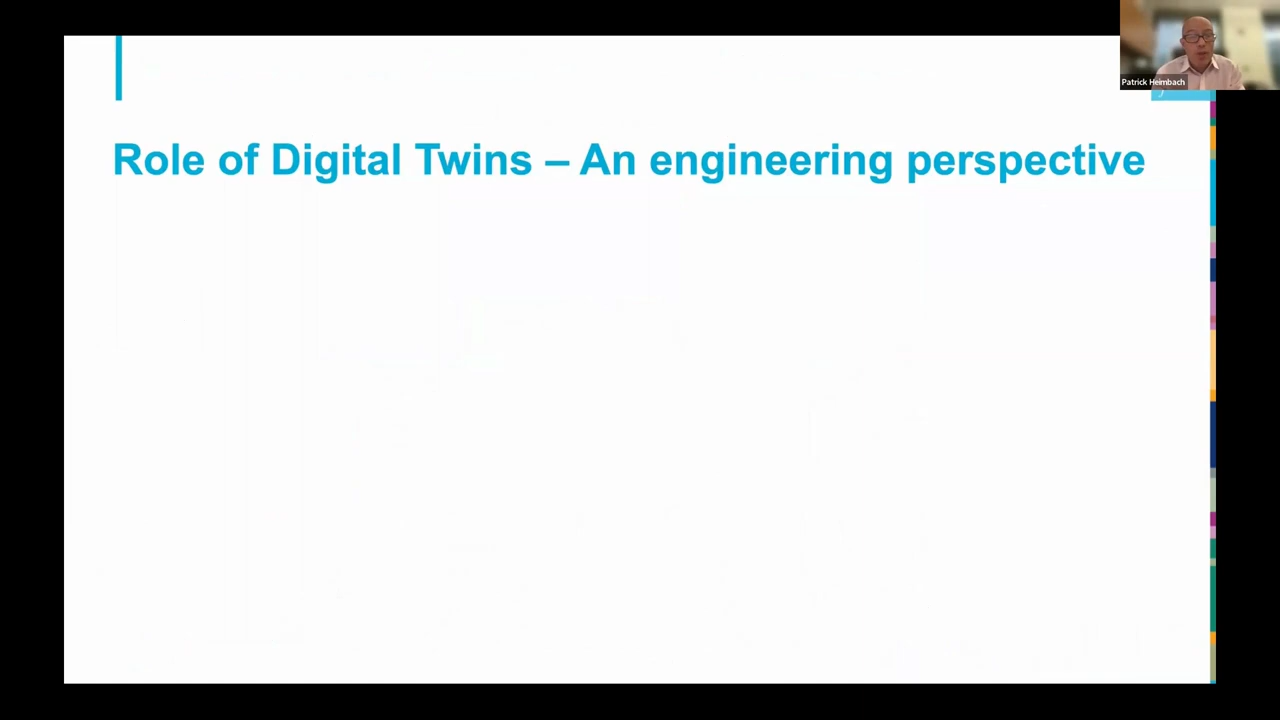 Patrick Heimbach
Role of Digital Twins – An engineering perspective